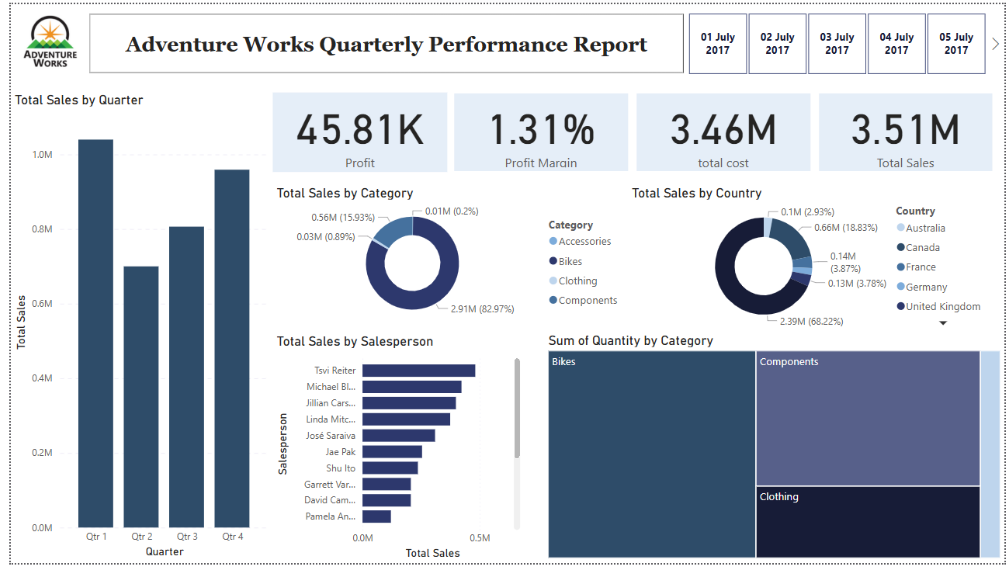 ADVENTURE
WORKS
Adventure Works Quarterly Performance Report
01 July
2017
02 July
2017
03 July
2017
04 July
2017
05 July
2017
Total Sales by Quarter
Total Sales
1.0M
0.8M
0.6M
0.4M
0.2M
0.0M
Qtr 1
Qtr 2
Qtr 3
Qtr 4
Quarter
45.81K
Profit
1.31%
Profit Margin
3.46M
total cost
3.51M
Total Sales
Total Sales by Category
0.56M (15.93%)
0.01M (0.2%)
0.03M (0.89%)
2.91M (82.97%)
Category
Accessories
Bikes
Clothing
Components
Total Sales by Country
0.1M (2.93%)
0.66M (18.83%)
0.14M
(3.87%)
0.13M (3.78%)
2.39M (68.22%)
Country
Australia
Canada
France
Germany
United Kingdom
Total Sales by Salesperson
Salesperson
Tsvi Reiter
Michael Bl...
Jillian Cars...
Linda Mitc...
José Saraiva
Jae Pak
Shu Ito
Garrett Var...
David Cam...
Pamela An...
0.0M
0.5M
Total Sales
Sum of Quantity by Category
Bikes
Components
Clothing